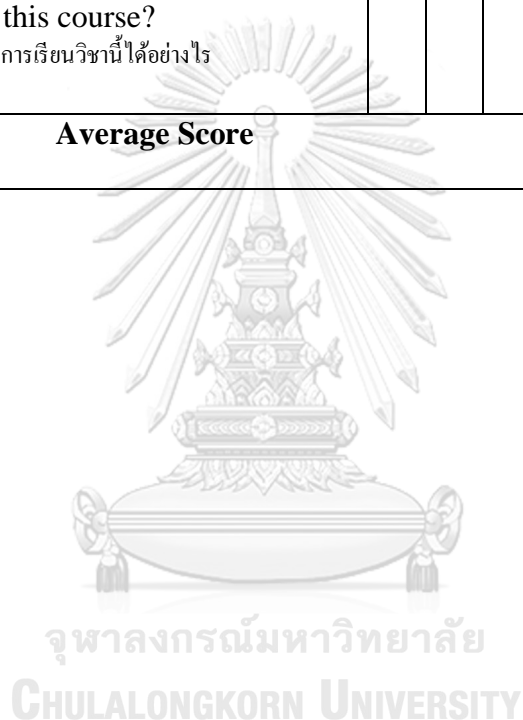 this course?
การเรียนวิชานี้ได้อย่างไร
Average Score
จุฬาลงกรณ์มหาวิทยาลัย
CHULALONGKORN UNIVERSITY